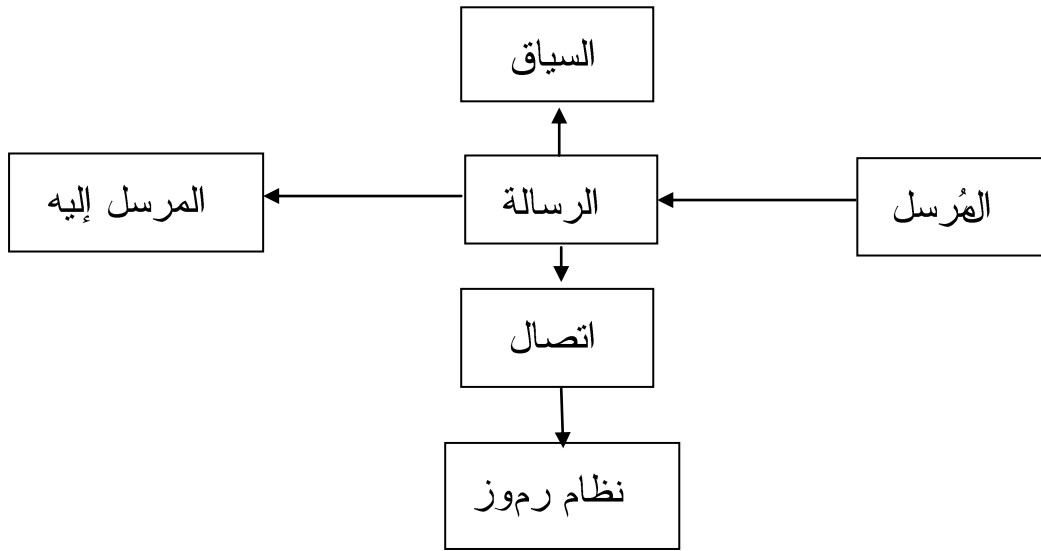 السياق
المُرسل
الرسالة
المرسل إليه
اتصال
نظام رموز